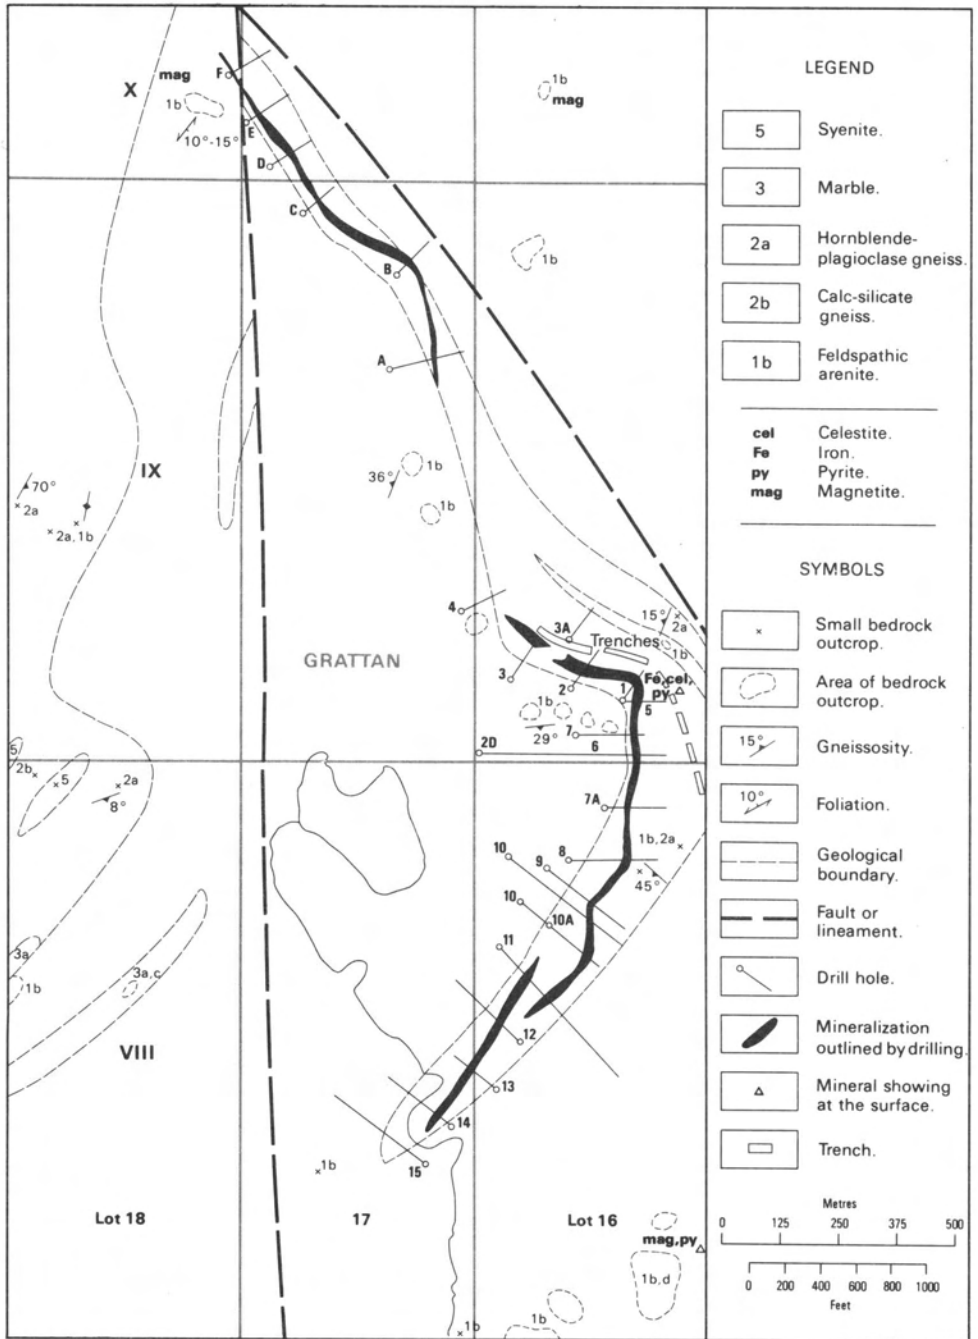 F
mag
X
1b
1b
mag
E
10°-15°
D
C
1b
B
A
IX
36°
1b
1b
70°
2a
2a,1b
4
3A
15°
2a
1b
Trenches
GRATTAN
3
2
1
Fe,cel,
py
5
1b
7
29°
6
2D
5
2b
5
2a
8°
7A
1b,2a
10
9
8
45°
10
10A
11
3a
1b
3a,c
12
VIII
13
14
15
1b
Lot 18
17
Lot 16
mag,py
1b,d
1b
1b
LEGEND
5 Syenite.
3 Marble.
2a Hornblende-
plagioclase gneiss.
2b Calc-silicate
gneiss.
1b Feldspathic
arenite.
cel Celestite.
Fe Iron.
py Pyrite.
mag Magnetite.
SYMBOLS
Small bedrock
outcrop.
Area of bedrock
outcrop.
15° Gneissosity.
10° Foliation.
Geological
boundary.
Fault or
lineament.
Drill hole.
Mineralization
outlined by drilling.
Mineral showing
at the surface.
Trench.
Metres
0 125 250 375 500
0 200 400 600 800 1000
Feet